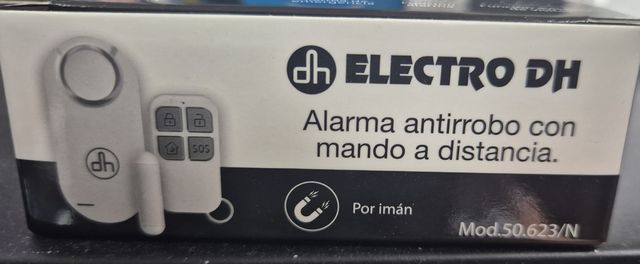 dh ELECTRO DH
Alarma antirrobo con
mando a distancia.
dh
SOS
Por imán
Mod.50.623/N